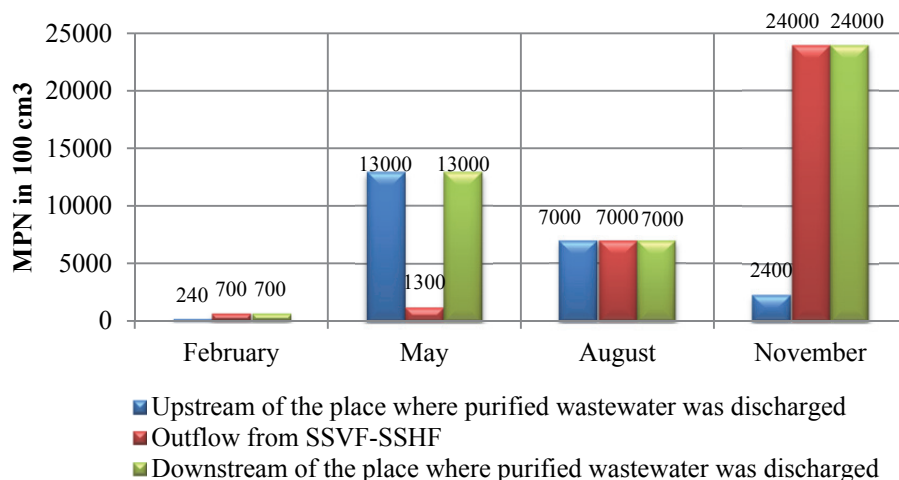 24000 24000
25000
20000
15000
13000 13000
10000
7000 7000 7000
5000
1300
2400
240 700 700
0
February May August November
MPN in 100 cm3
Upstream of the place where purified wastewater was discharged
Outflow from SSVF-SSHF
Downstream of the place where purified wastewater was discharged